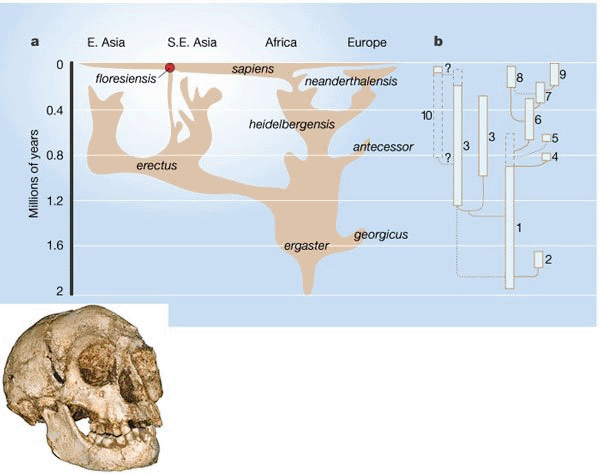 a E. Asia S.E. Asia Africa Europe b
0 sapiens ? 8 9
floresiensis neanderthalensis 7
0.4 heidelbergensis 10 3 3 6
antecessor 5
0.8 erectus ? 4
Millions of years
1.2 1
georgicus
1.6 ergaster 2
2